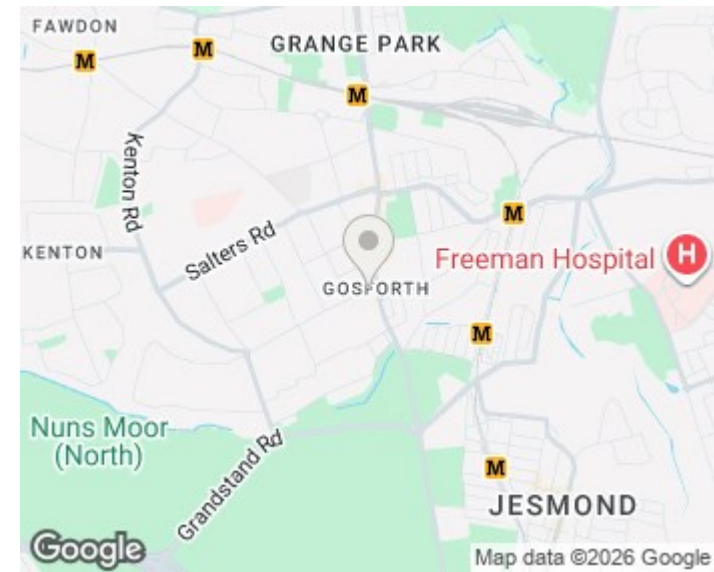 FAWDON
M
M
GRANGE PARK
M
Kenton Rd
M
KENTON
Salters Rd
Freeman Hospital H
GOSFORTH
M
Nuns Moor
(North)
Grandstand Rd
M
JESMOND
Google
Map data ©2026 Google